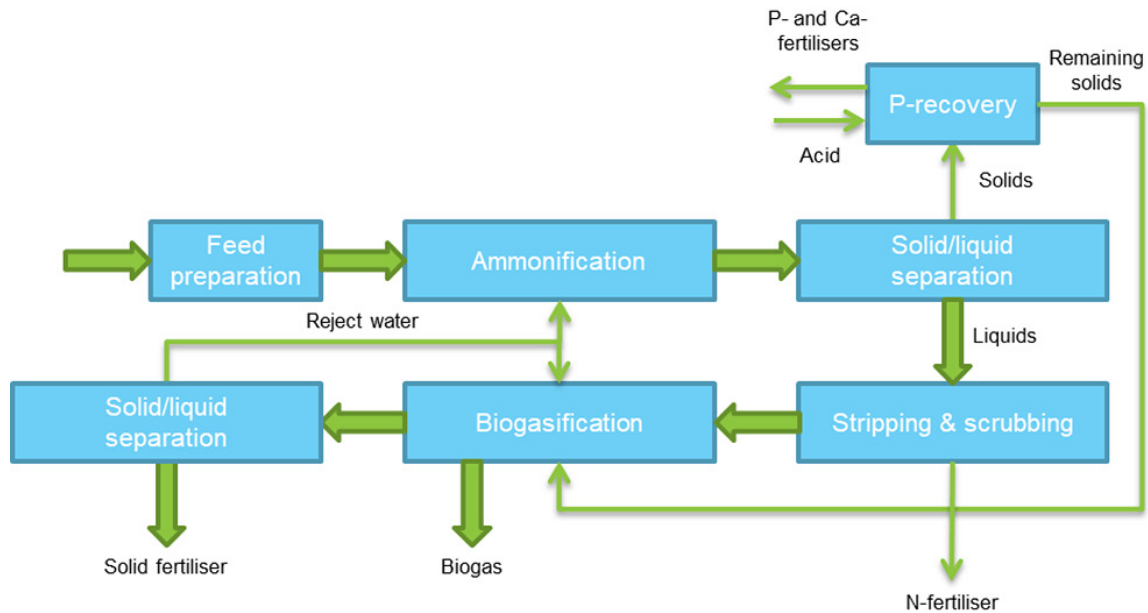 P- and Ca-
fertilisers
Remaining
solids
P-recovery
Acid
Solids
Feed
preparation
Ammonification
Solid/liquid
separation
Reject water
Liquids
Solid/liquid
separation
Biogasification
Stripping & scrubbing
Solid fertiliser
Biogas
N-fertiliser